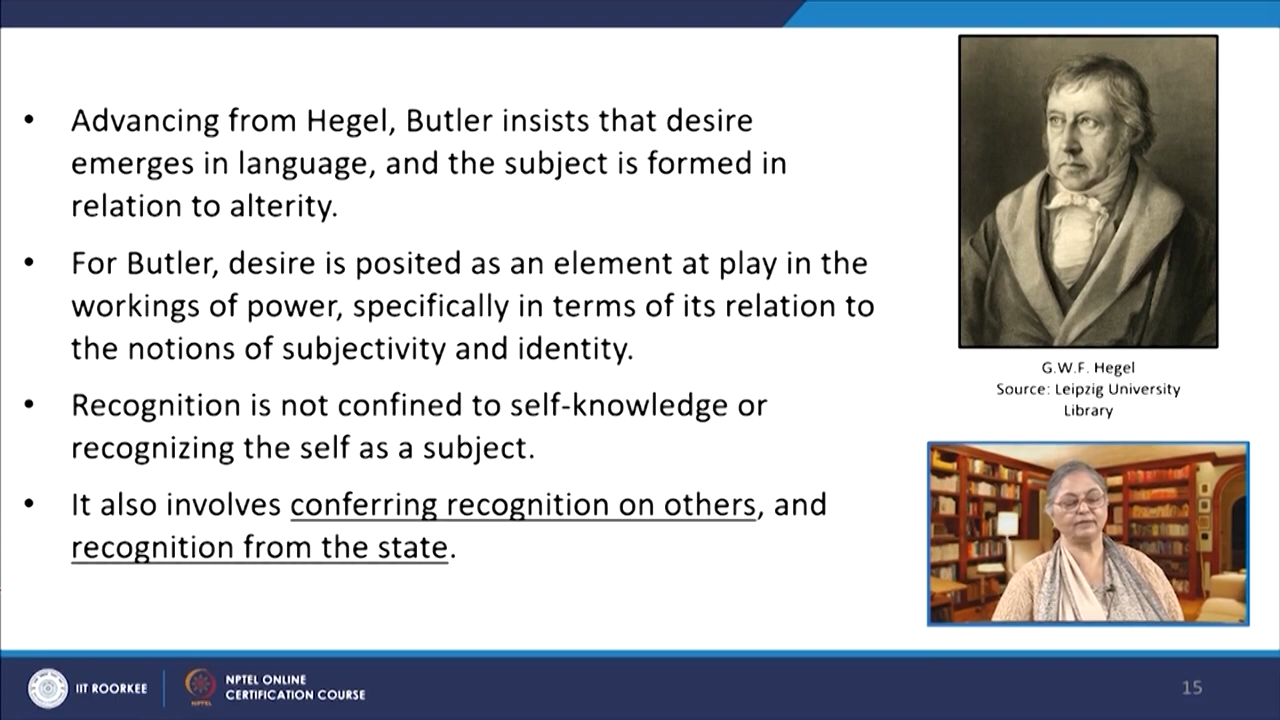 • Advancing from Hegel, Butler insists that desire
emerges in language, and the subject is formed in
relation to alterity.
• For Butler, desire is posited as an element at play in the
workings of power, specifically in terms of its relation to
the notions of subjectivity and identity.
• Recognition is not confined to self-knowledge or
recognizing the self as a subject.
• It also involves conferring recognition on others, and
recognition from the state.
G.W.F. Hegel
Source: Leipzig University
Library
IIT ROORKEE
NPTEL
NPTEL ONLINE
CERTIFICATION COURSE
15